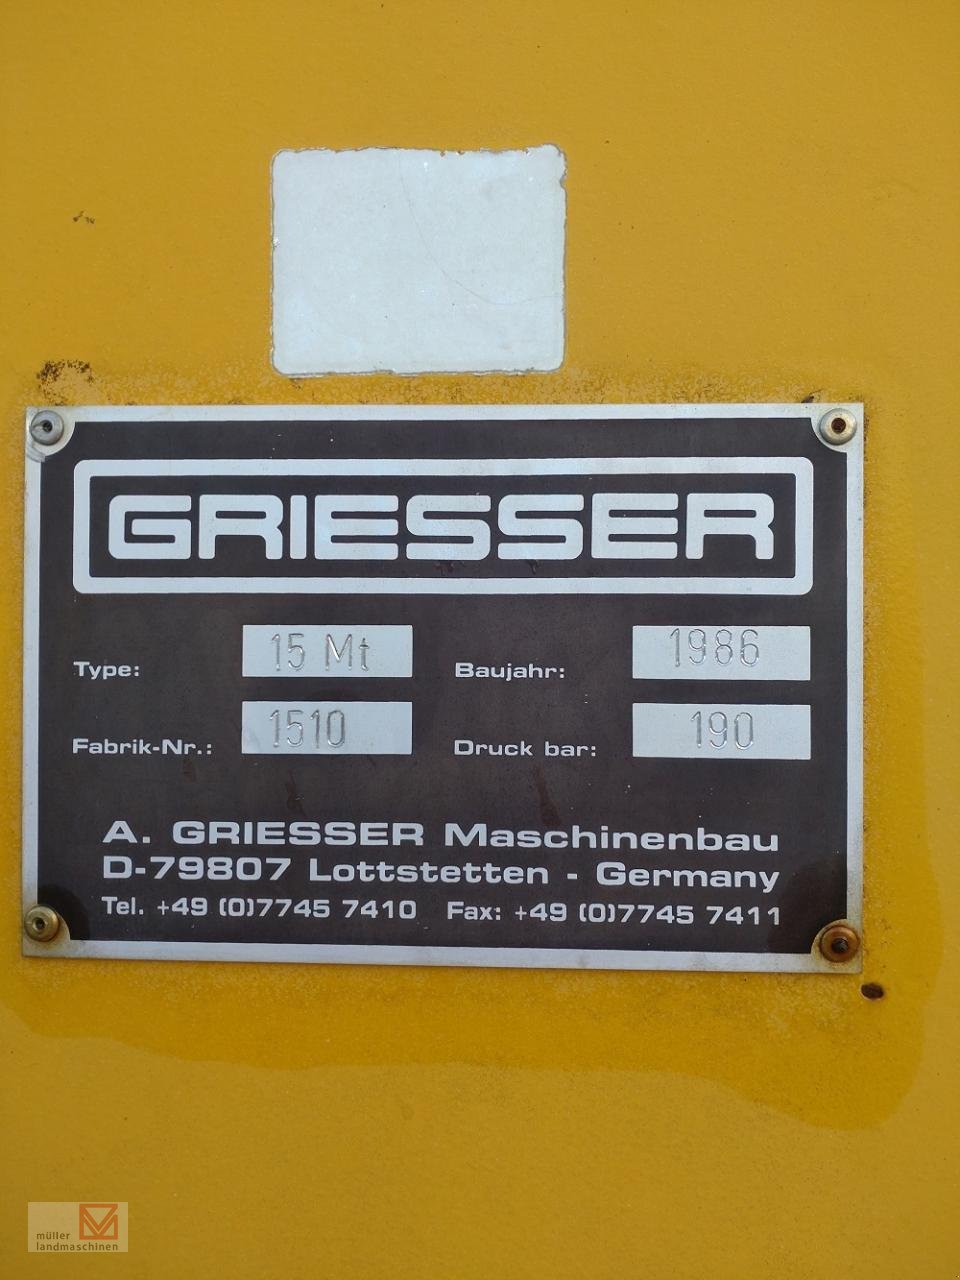 GRIESSER
Type: 15 Mt Baujahr: 1986
Fabrik-Nr.: 1510 Druck bar: 190
A. GRIESSER Maschinenbau
D-79807 Lottstetten - Germany
Tel. +49 (0)7745 7410 Fax: +49 (0)7745 7411
müller
landmaschinen